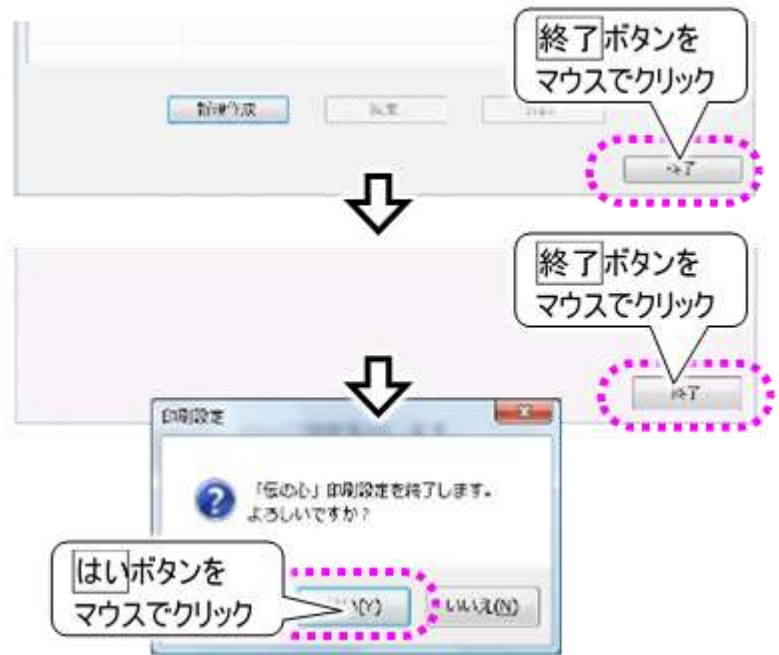 終了ボタンを
マウスでクリック
新規作成
終了
終了ボタンを
マウスでクリック
終了
印刷設定
「伝の心」印刷設定を終了します。
よろしいですか？
はいボタンを
マウスでクリック
(Y)
いいえ(N)